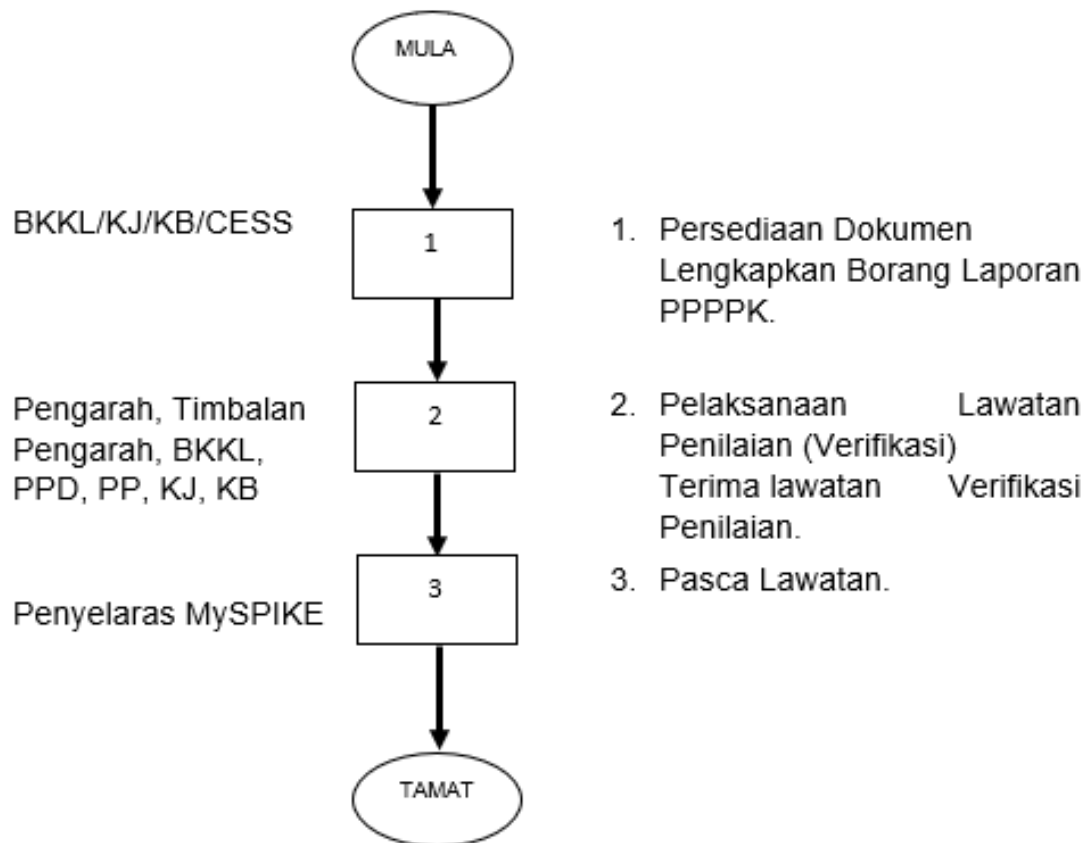 MULA
BKKL/KJ/KB/CESS
1
1. Persediaan Dokumen
Lengkapkan Borang Laporan
PPPPK.
Pengarah, Timbalan
Pengarah, BKKL,
PPD, PP, KJ, KB
2
2. Pelaksanaan Lawatan
Penilaian (Verifikasi)
Terima lawatan Verifikasi
Penilaian.
Penyelaras MySPIKE
3
3. Pasca Lawatan.
TAMAT